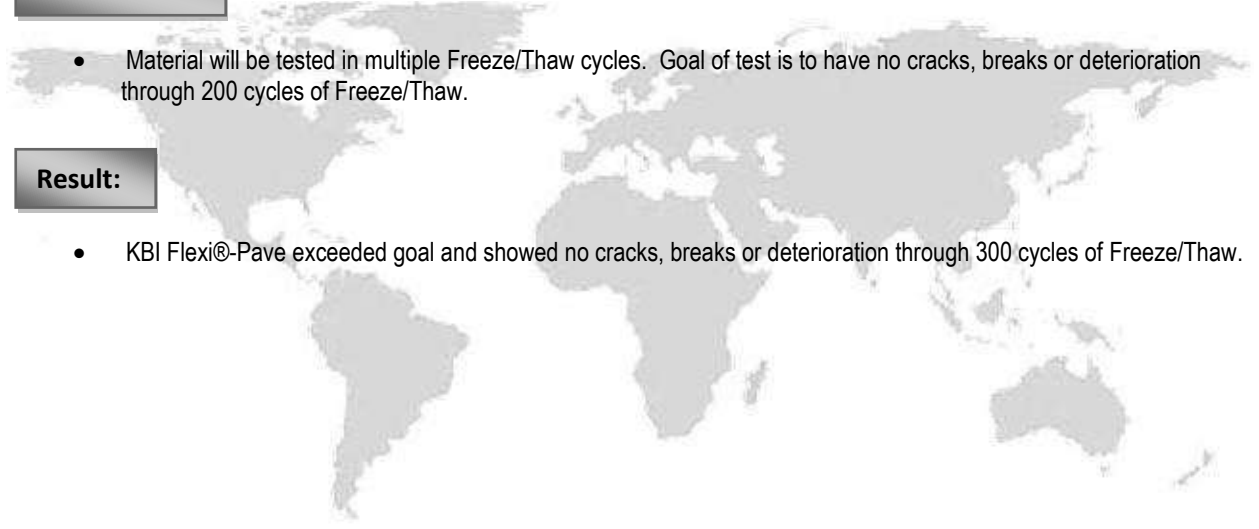 • Material will be tested in multiple Freeze/Thaw cycles.  Goal of test is to have no cracks, breaks or deterioration
through 200 cycles of Freeze/Thaw.
Result:
• KBI Flexi®-Pave exceeded goal and showed no cracks, breaks or deterioration through 300 cycles of Freeze/Thaw.